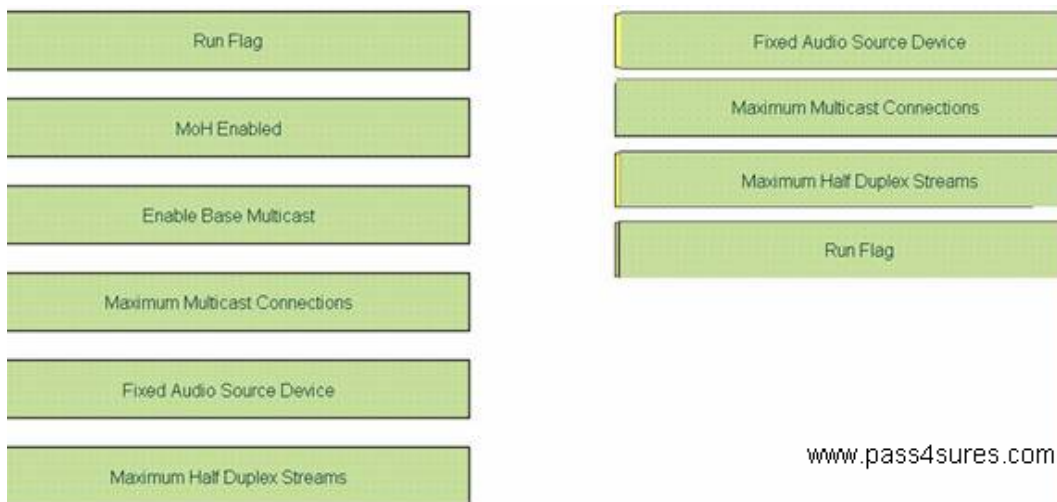 Run Flag
MoH Enabled
Enable Base Multicast
Maximum Multicast Connections
Fixed Audio Source Device
Maximum Half Duplex Streams
Fixed Audio Source Device
Maximum Multicast Connections
Maximum Half Duplex Streams
Run Flag
www.pass4sures.com